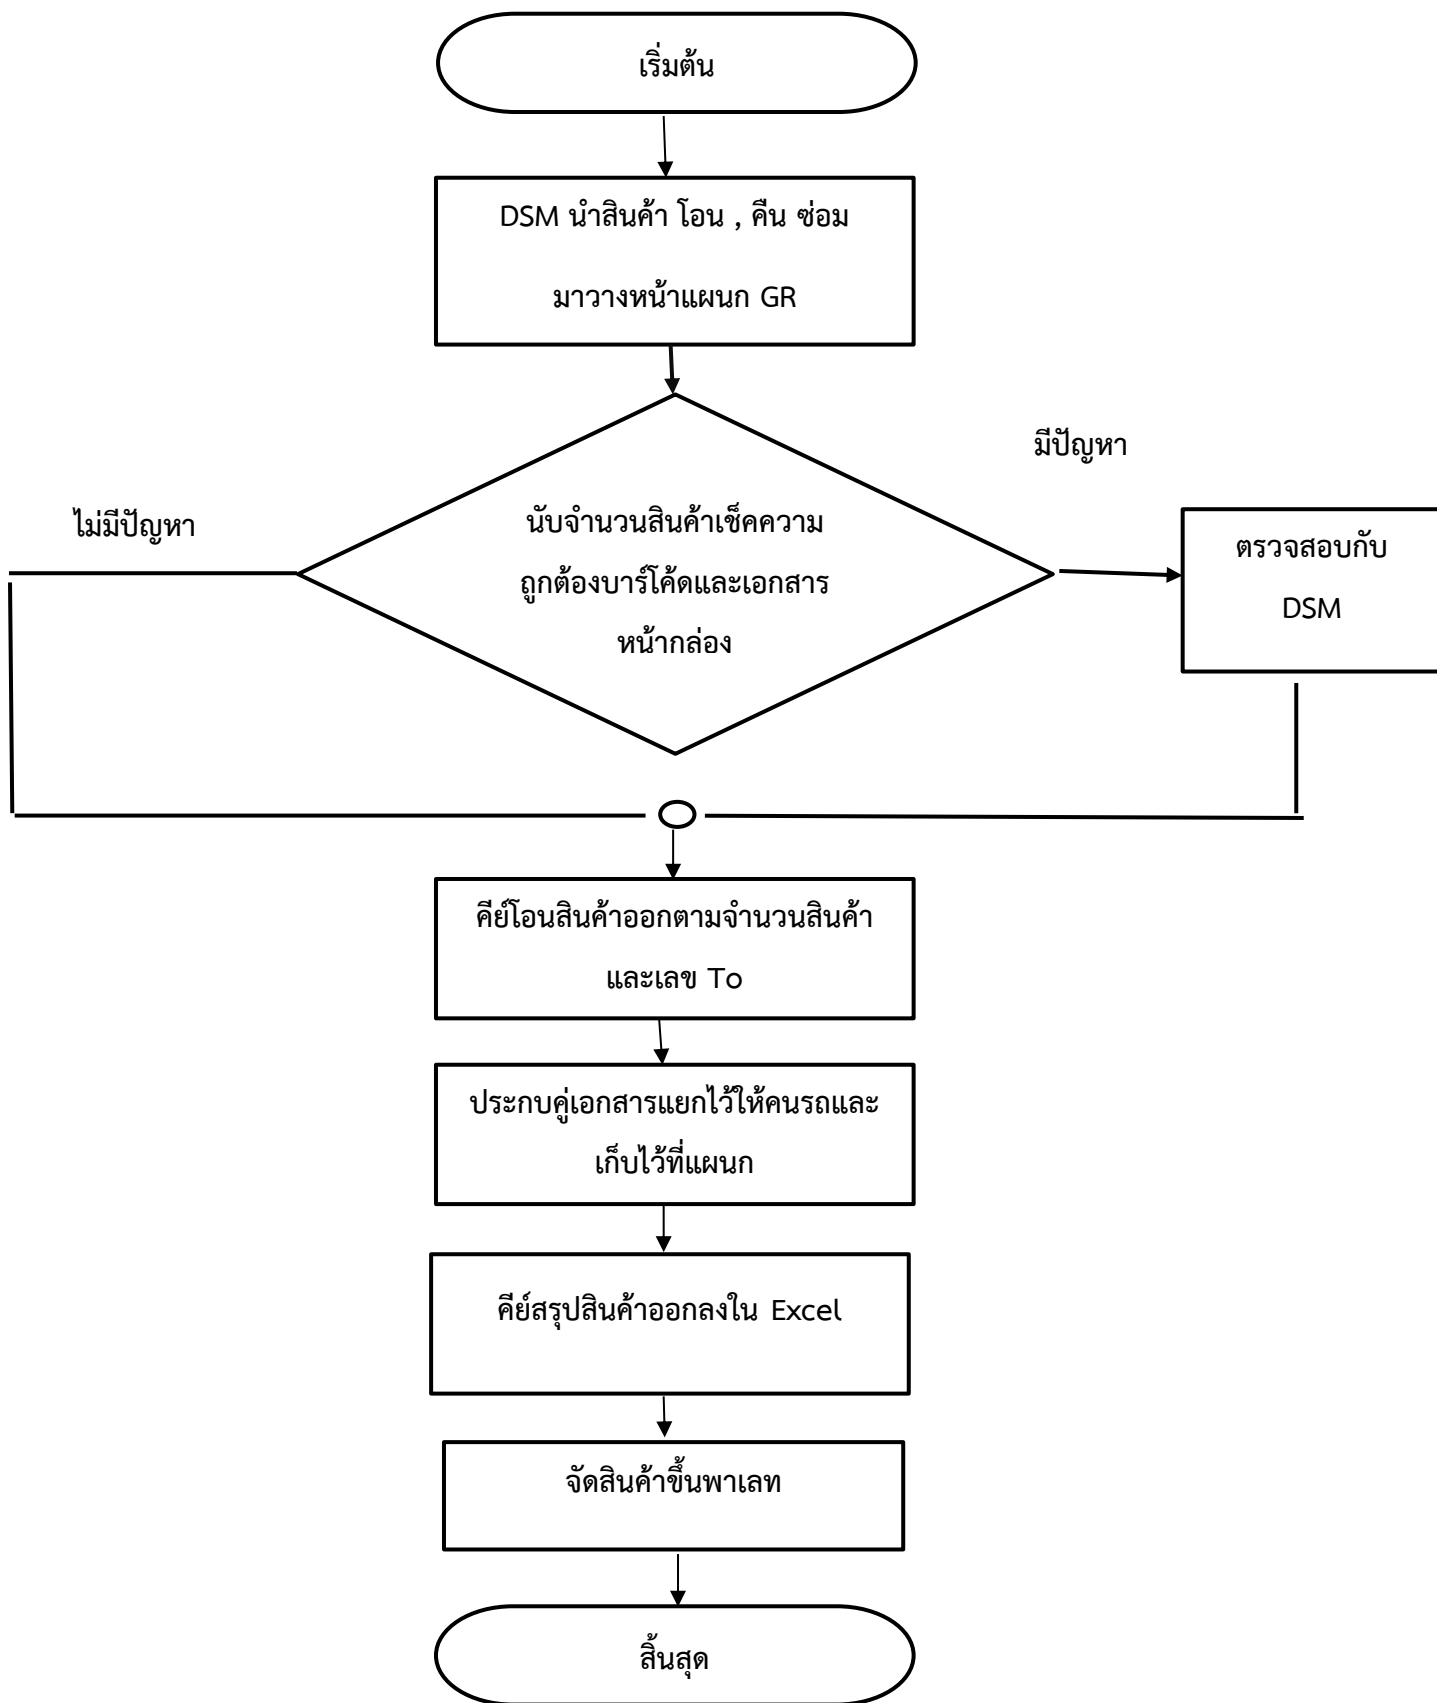 เริ่มต้น
DSM นำสินค้า โอน , คืน ซ่อม
มาวางหน้าแผนก GR
มีปัญหา
ไม่มีปัญหา
นับจำนวนสินค้าเช็คความ
ถูกต้องบาร์โค้ดและเอกสาร
หน้ากล่อง
ตรวจสอบกับ
DSM
คีย์โอนสินค้าออกตามจำนวนสินค้า
และเลข To
ประกบคู่เอกสารแยกไว้ให้คนรถและ
เก็บไว้ที่แผนก
คีย์สรุปสินค้าออกลงใน Excel
จัดสินค้าขึ้นพาเลท
สิ้นสุด